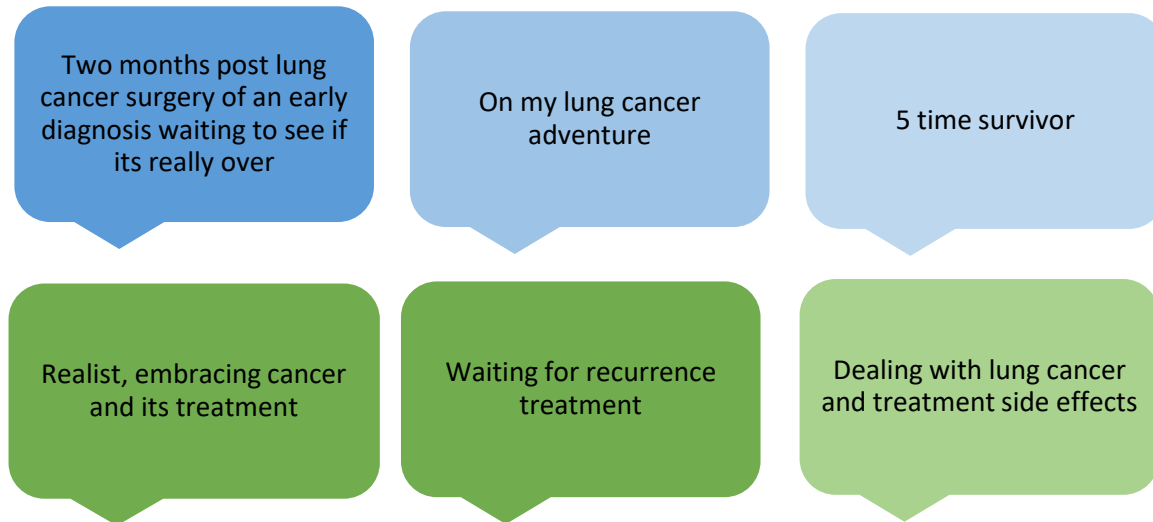 Two months post lung
cancer surgery of an early
diagnosis waiting to see if
its really over
On my lung cancer
adventure
5 time survivor
Realist, embracing cancer
and its treatment
Waiting for recurrence
treatment
Dealing with lung cancer
and treatment side effects